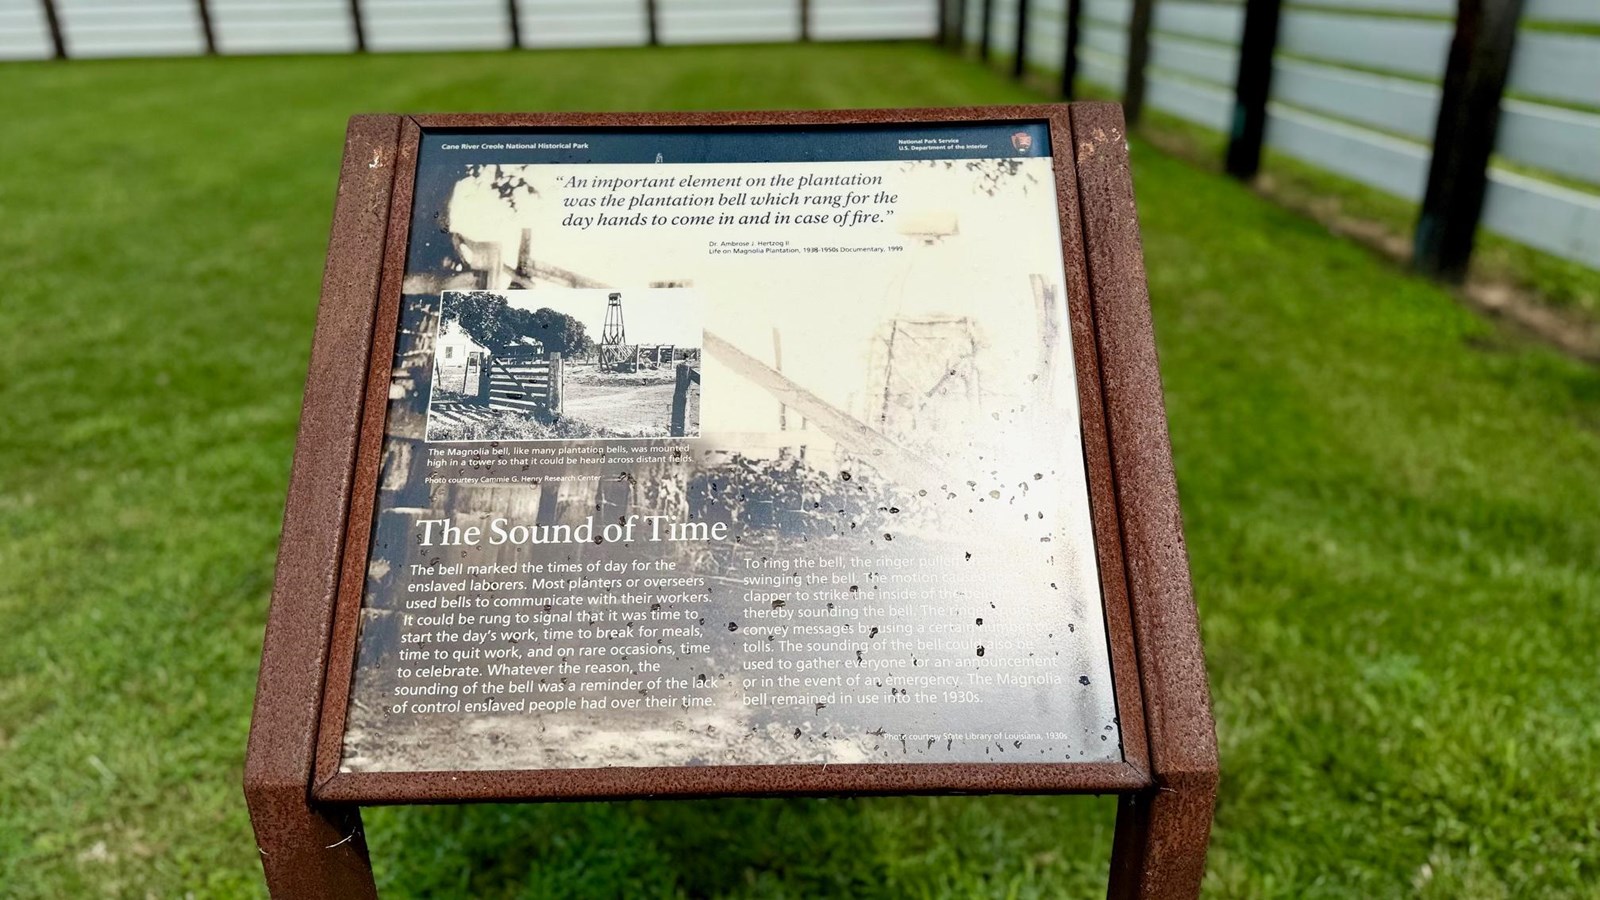 Cane River Creole National Historical Park
National Park Service
U.S. Department of the Interior
“An important element on the plantation
was the plantation bell which rang for the
day hands to come in and in case of fire.”
Dr. Ambrose J. Hertzog II
Life on Magnolia Plantation, 1938-1950s Documentary, 1999
The Magnolia bell, like many plantation bells, was mounted
high in a tower so that it could be heard across distant fields.
Photo courtesy Cammie G. Henry Research Center
The Sound of Time
The bell marked the times of day for the
enslaved laborers. Most planters or overseers
used bells to communicate with their workers.
It could be rung to signal that it was time to
start the day’s work, time to break for meals,
time to quit work, and on rare occasions, time
to celebrate. Whatever the reason, the
sounding of the bell was a reminder of the lack
of control enslaved people had over their time.
To ring the bell, the ringer pulled
swinging the bell. The motion caused
clapper to strike the inside of the bell
thereby sounding the bell. The ringer
convey messages by using a certain
tolls. The sounding of the bell could also be
used to gather everyone for an announcement
or in the event of an emergency. The Magnolia
bell remained in use into the 1930s.
Photo courtesy State Library of Louisiana, 1930s